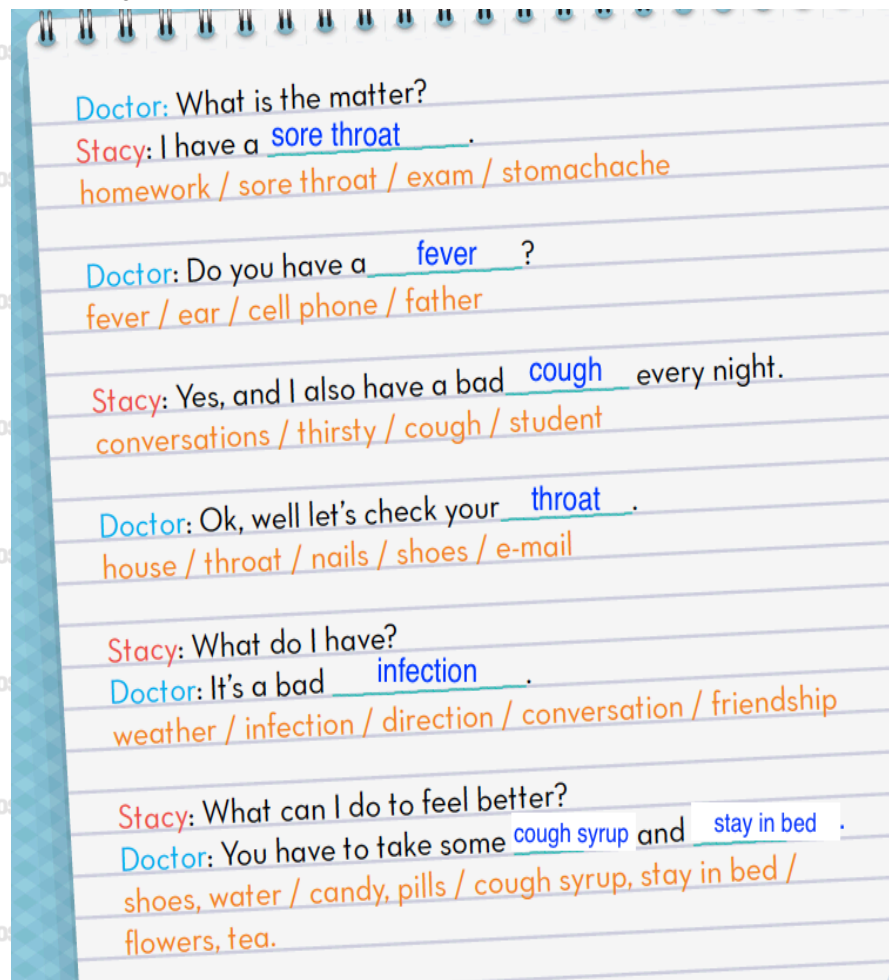 Doctor: What is the matter?
Stacy: I have a sore throat.
homework / sore throat / exam / stomachache
Doctor: Do you have a fever?
fever / ear / cell phone / father
Stacy: Yes, and I also have a bad cough every night.
conversations / thirsty / cough / student
Doctor: Ok, well let's check your throat.
house / throat / nails / shoes / e-mail
Stacy: What do I have?
Doctor: It's a bad infection.
weather / infection / direction / conversation / friendship
Stacy: What can I do to feel better?
Doctor: You have to take some cough syrup and stay in bed.
shoes, water / candy, pills / cough syrup, stay in bed /
flowers, tea.